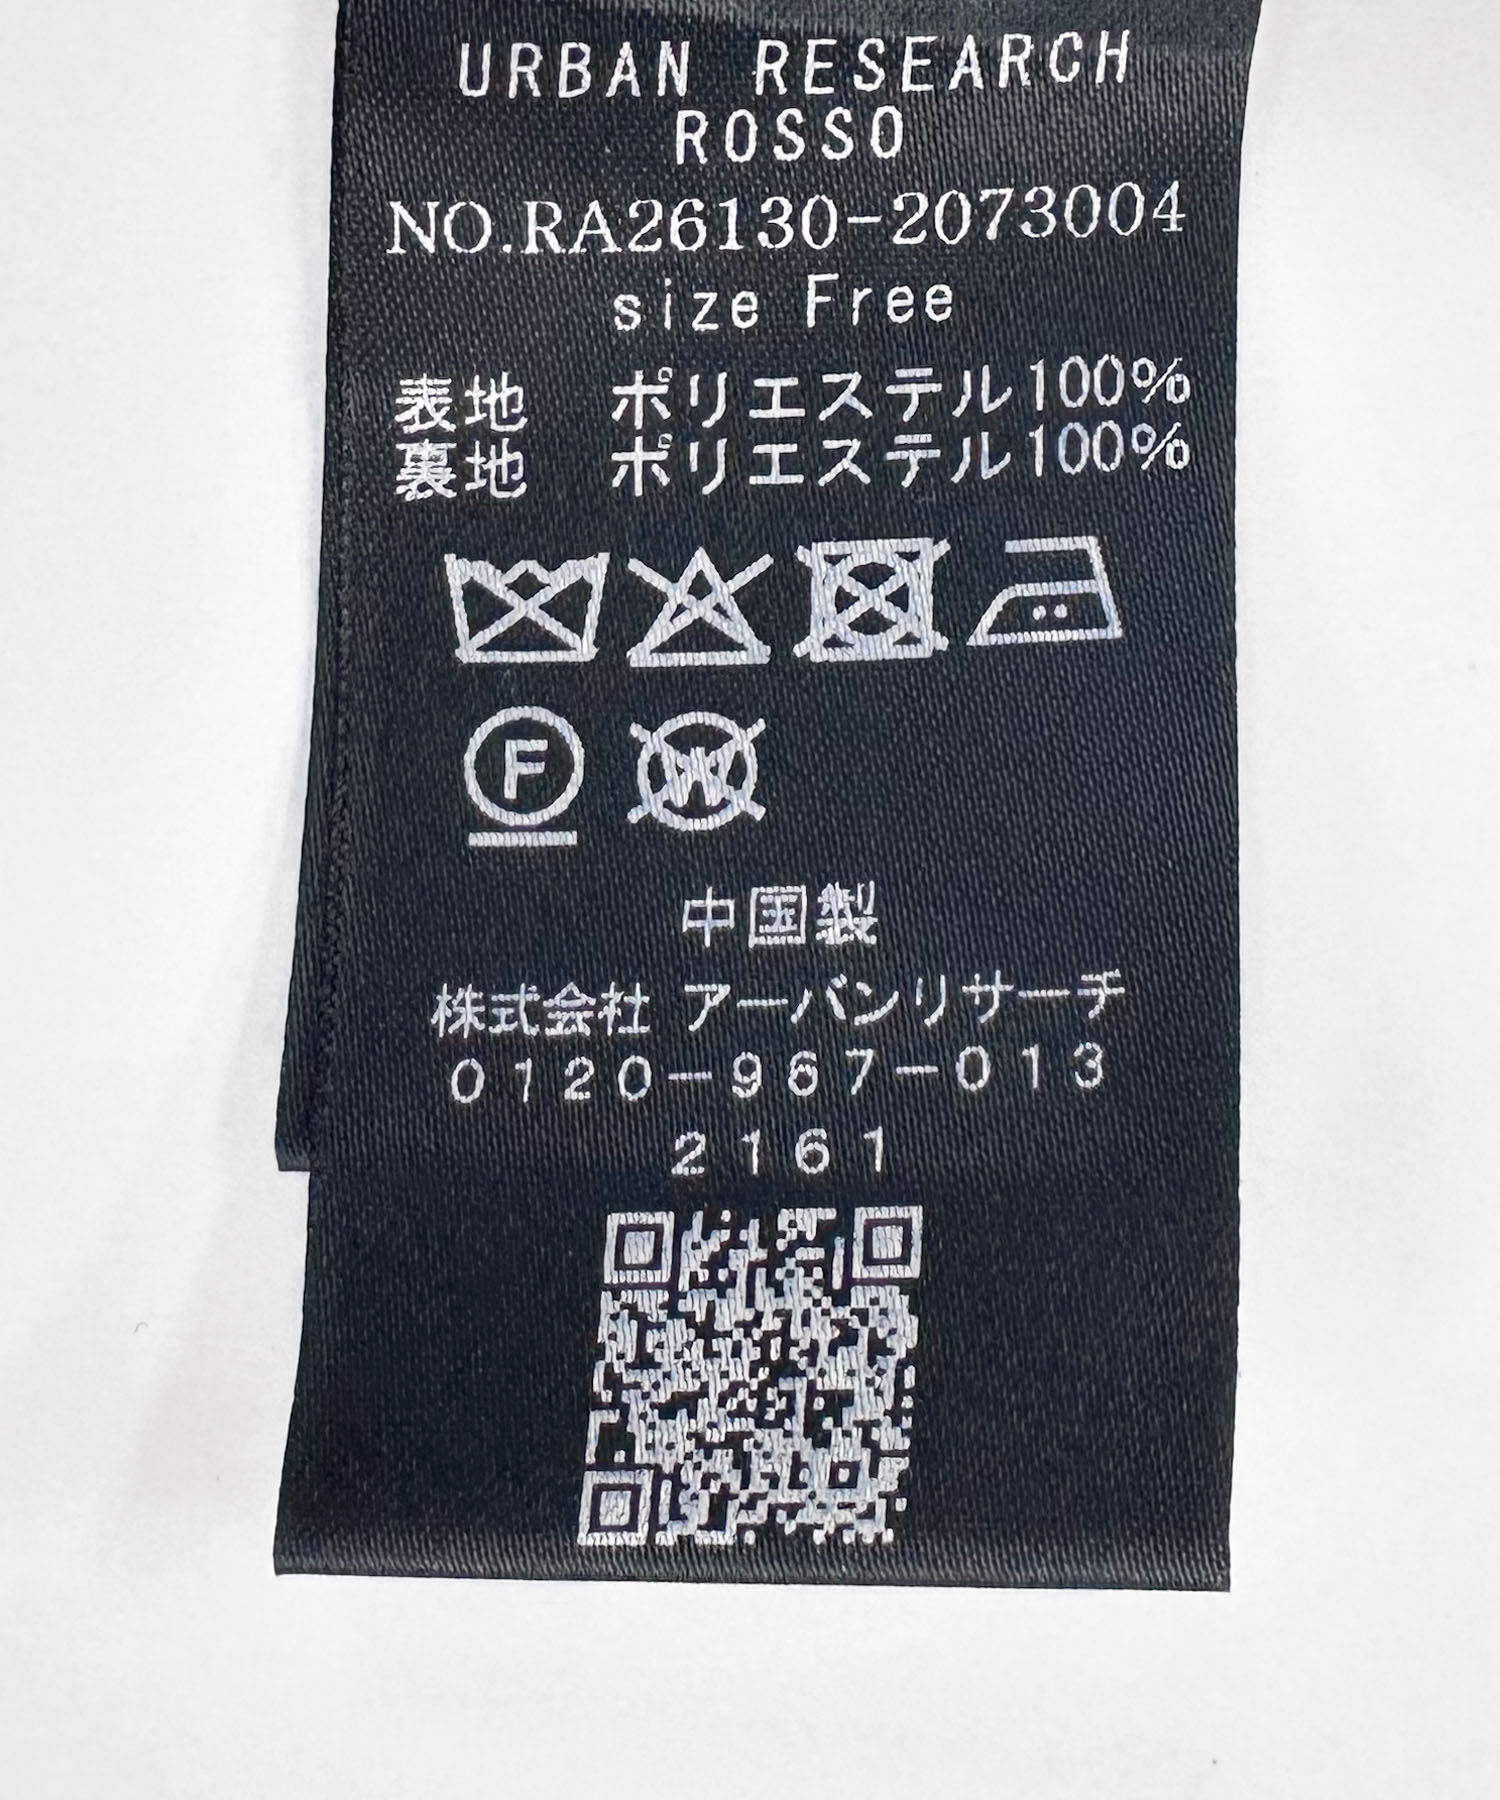 URBAN RESEARCH
ROSSO
NO.RA26130-2073004
size Free
表地 ポリエステル100%
裏地 ポリエステル100%
F W
中国製
株式会社 アーバンリサーチ
0120-967-013
2161